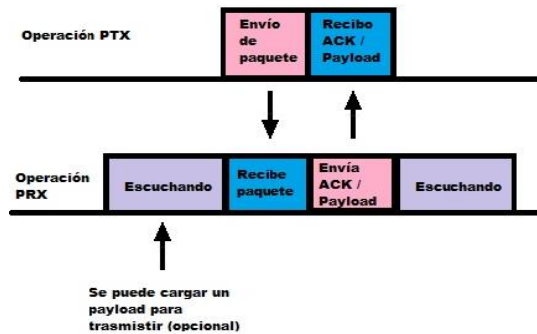 Operación PTX
Envío
de
paquete
Recibo
ACK /
Payload
Operación
PRX
Escuchando
Recibe
paquete
Envía
ACK /
Payload
Escuchando
Se puede cargar un
payload para
trasmistir (opcional)